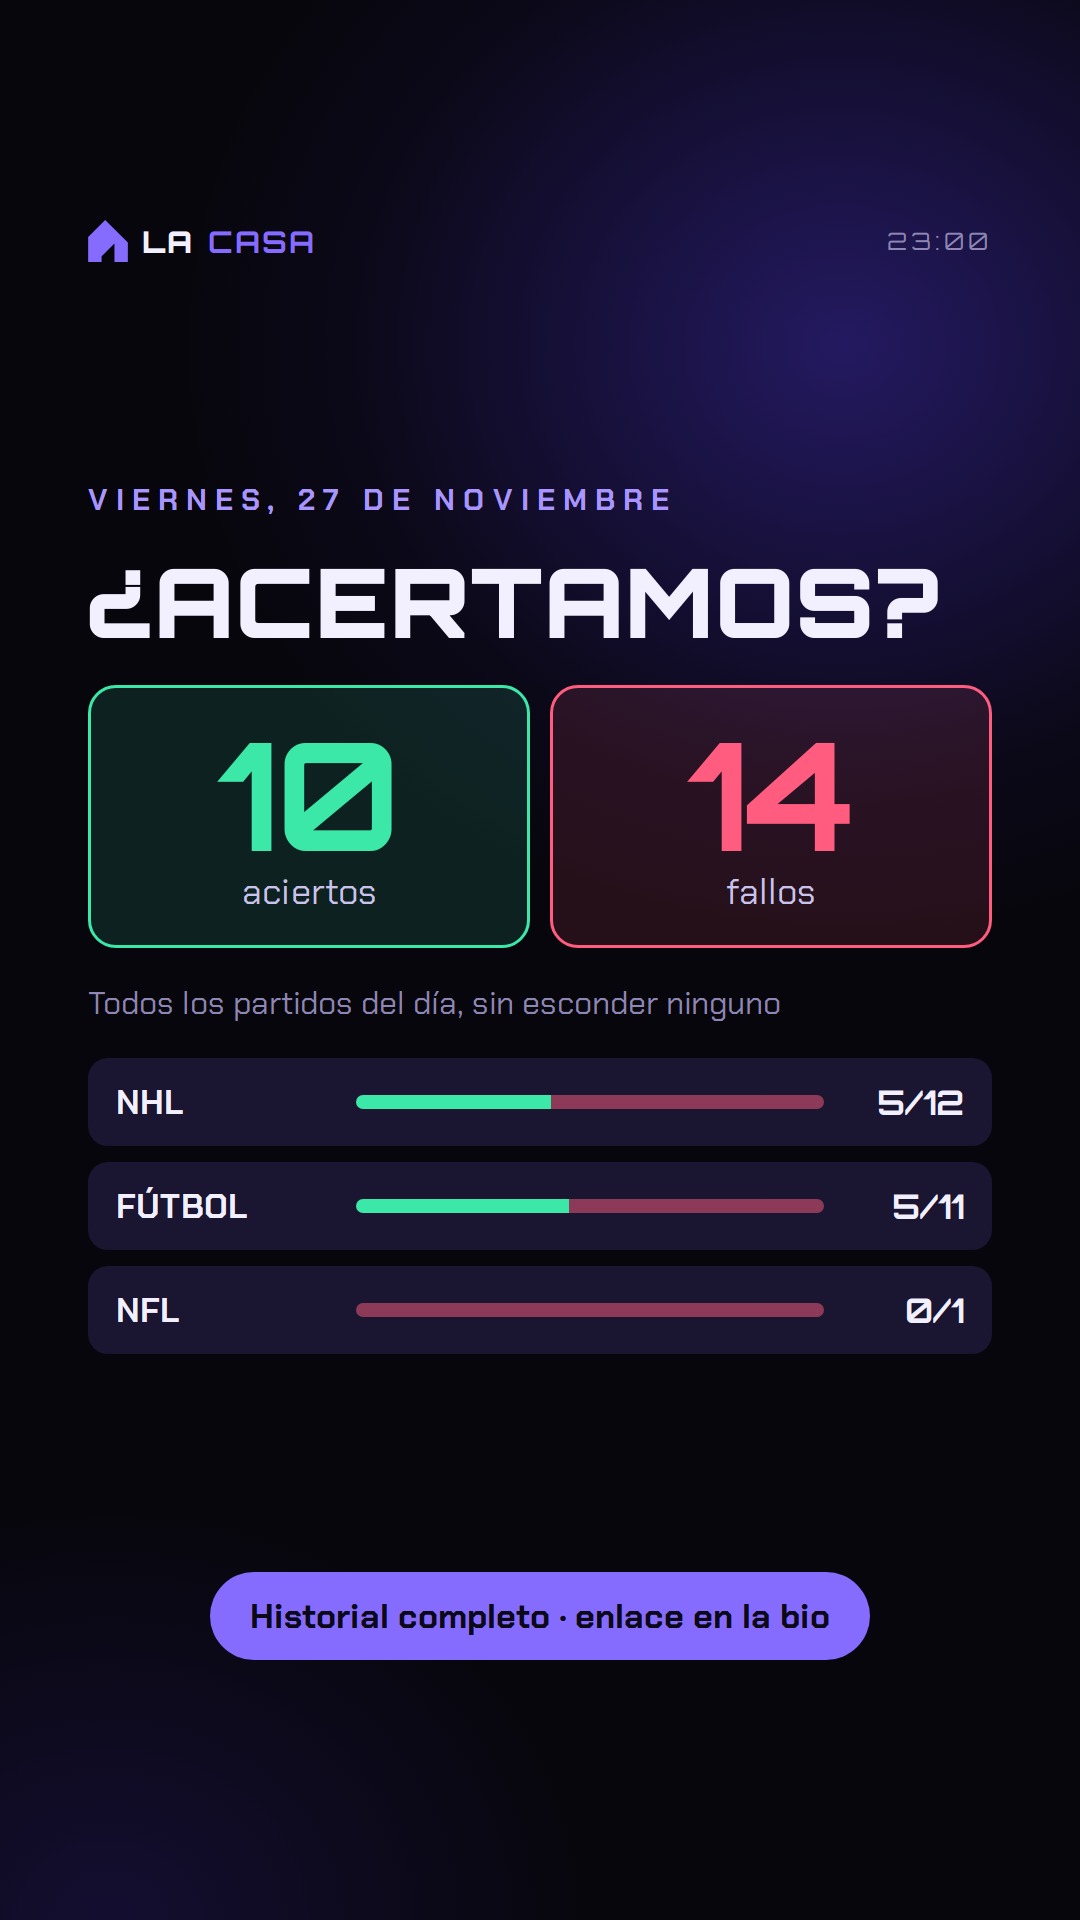 LA CASA
23:00
VIERNES, 27 DE NOVIEMBRE
¿ACERTAMOS?
10
aciertos
14
fallos
Todos los partidos del día, sin esconder ninguno
NHL
5/12
FÚTBOL
5/11
NFL
0/1
Historial completo · enlace en la bio